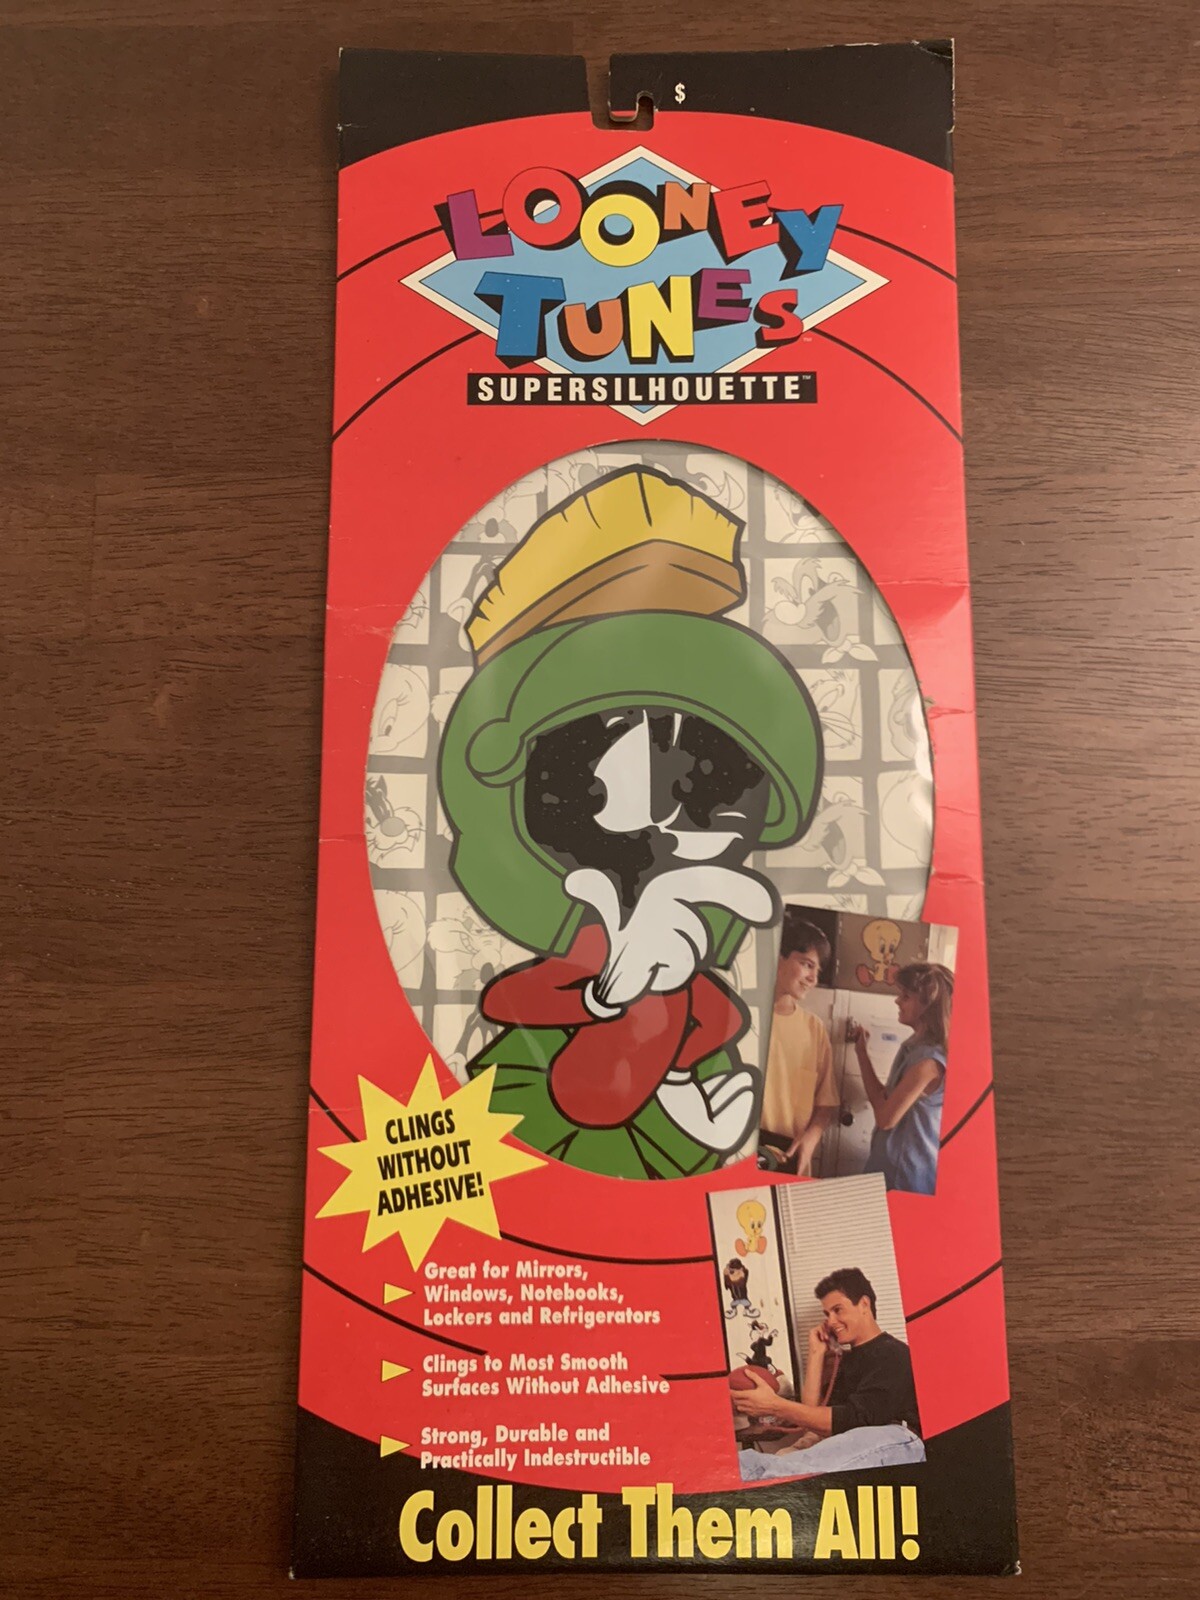 $
LOONEY
TUNES™
SUPERSILHOUETTE™
CLINGS
WITHOUT
ADHESIVE!
Great for Mirrors,
Windows, Notebooks,
Lockers and Refrigerators
Clings to Most Smooth
Surfaces Without Adhesive
Strong, Durable and
Practically Indestructible
Collect Them All!